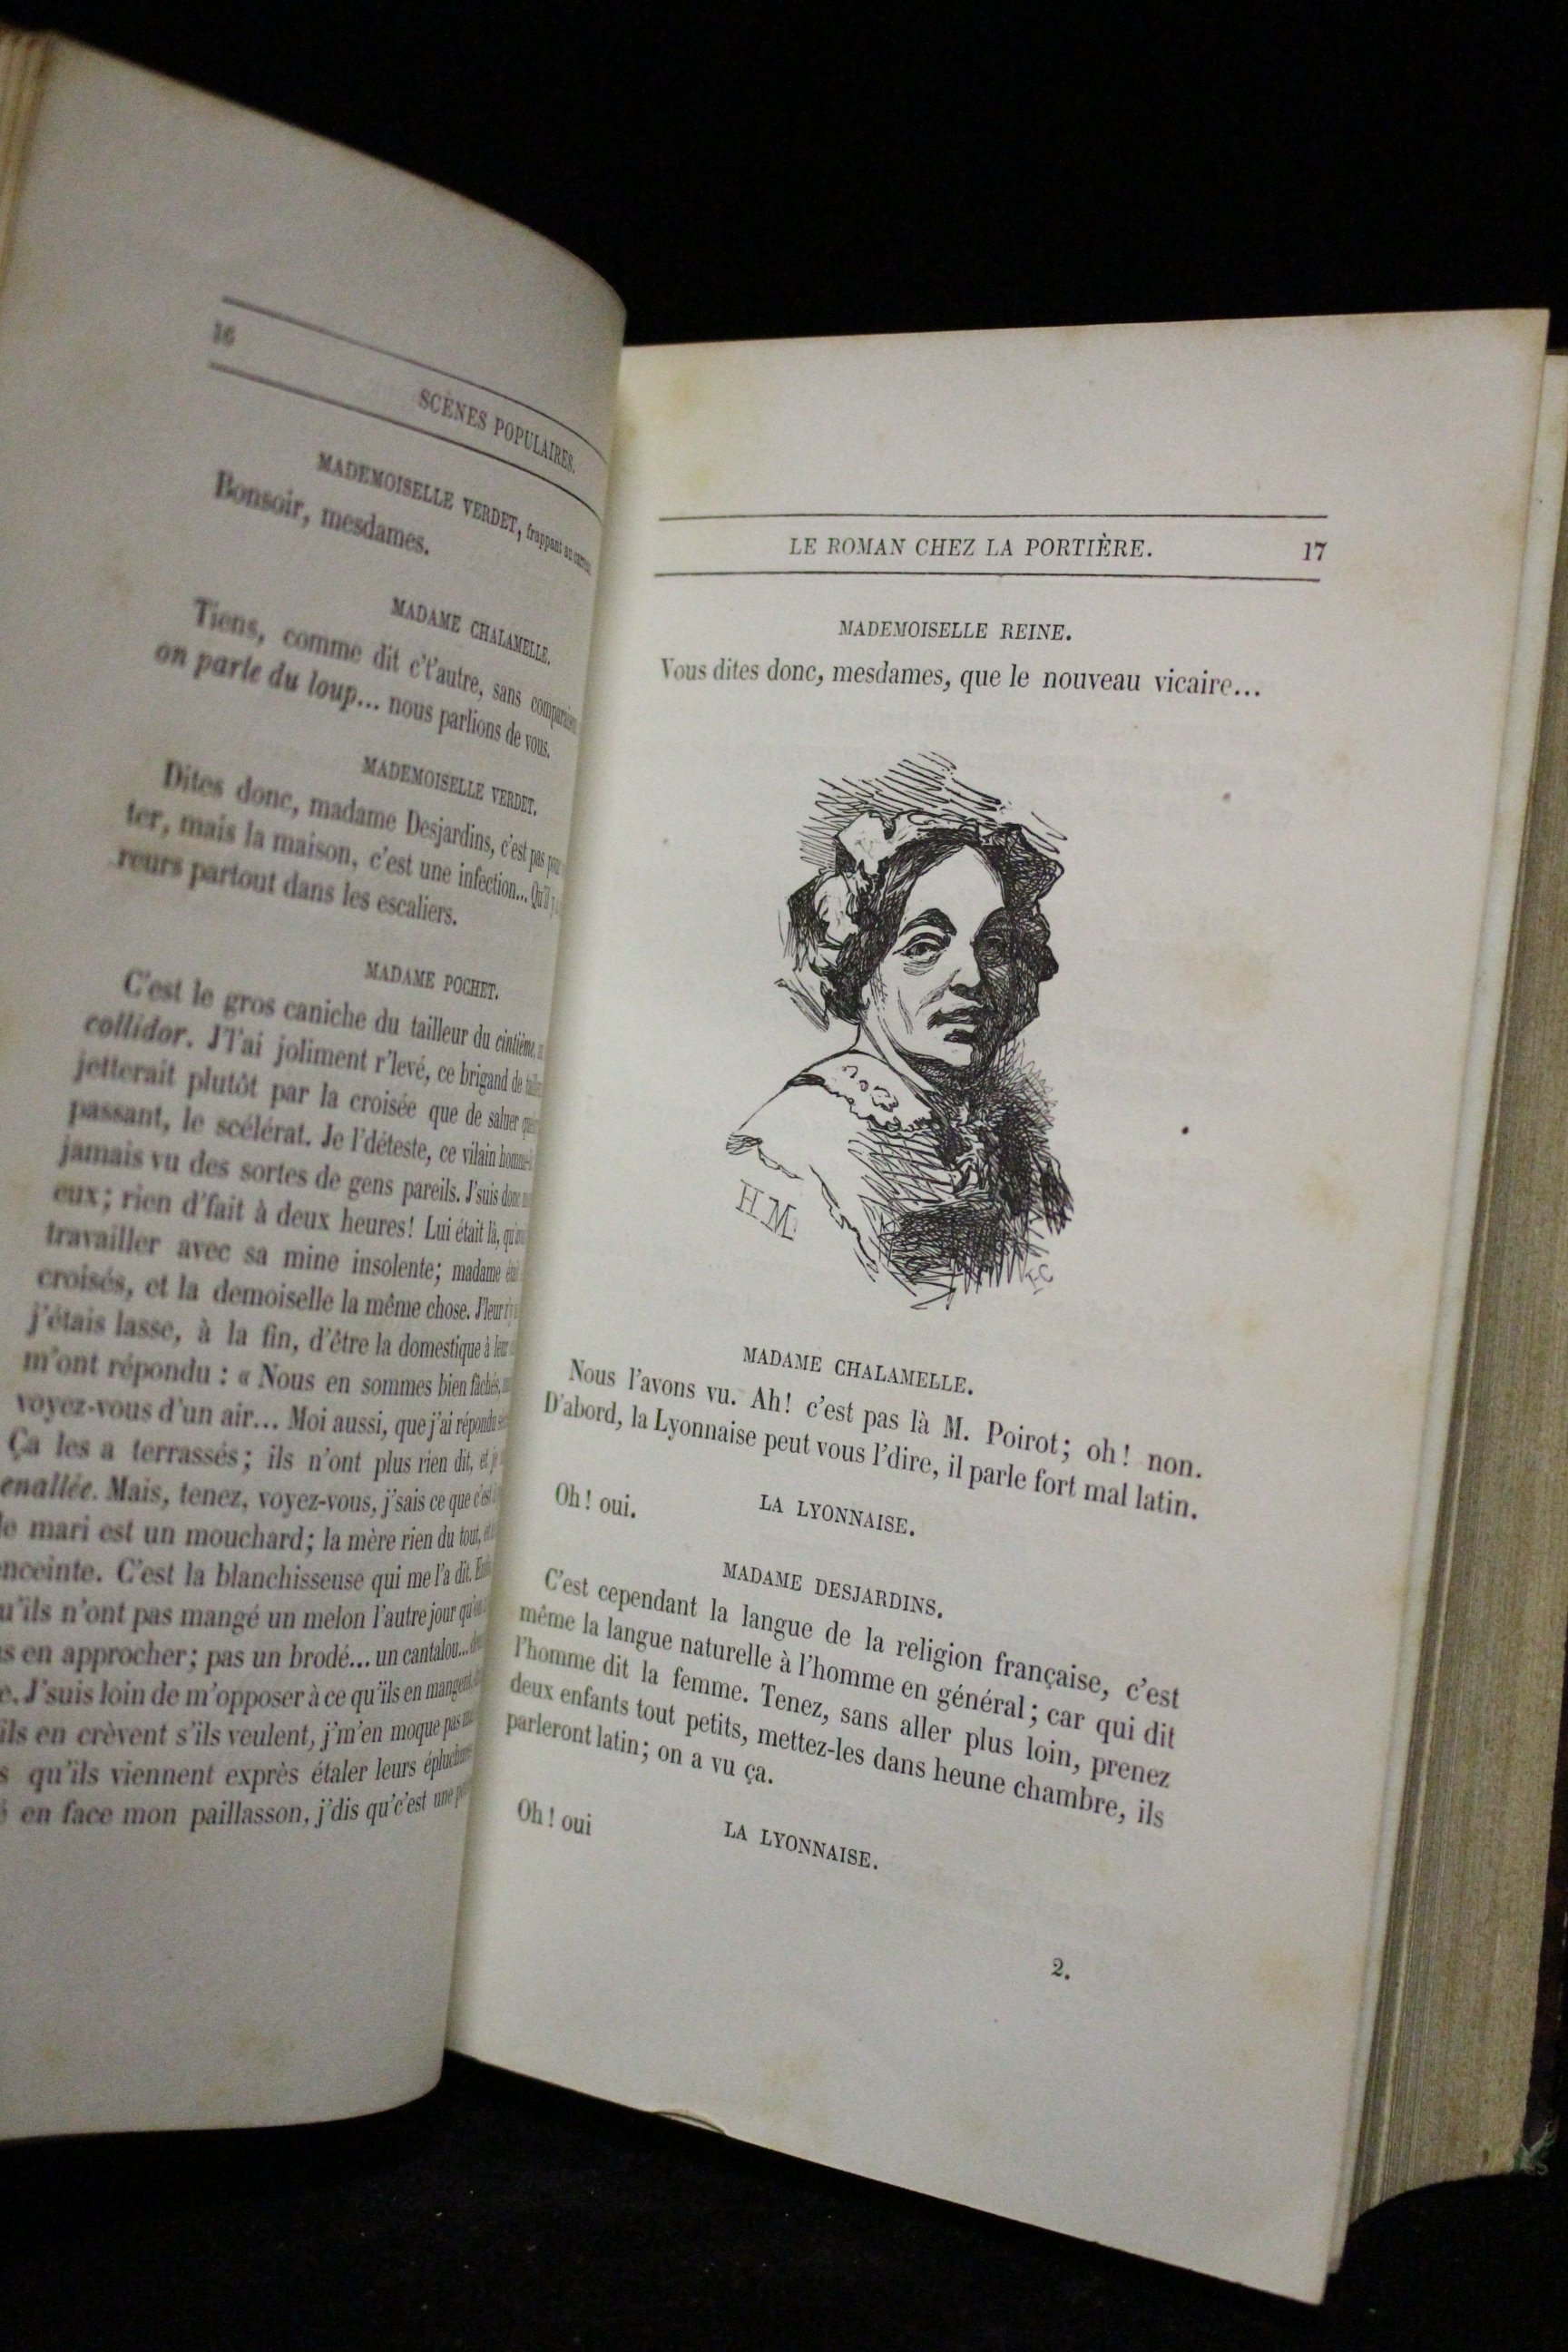 16
SCÈNES POPULAIRES.
MADEMOISELLE VERDET, frappant au
Bonsoir, mesdames.
MADAME CHALAMELLE.
Tiens, comme dit c't'autre, sans
on parle du loup... nous parlions de vous.
MADEMOISELLE VERDET.
Dites donc, madame Desjardins, c'est pas
ter, mais la maison, c'est une infection... Qu'il
reurs partout dans les escaliers.
MADAME POCHET.
C'est le gros caniche du tailleur du cintième,
collidor. J'l'ai joliment r'levé, ce brigand de
jetterait plutôt par la croisée que de saluer
passant, le scélérat. Je l'déteste, ce vilain
jamais vu des sortes de gens pareils. J'suis donc
eux; rien d'fait à deux heures! Lui était là,
travailler avec sa mine insolente; madame
croisés, et la demoiselle la même chose. J'leur
j'étais lasse, à la fin, d'être la domestique à
m'ont répondu : « Nous en sommes bien fâchés,
voyez-vous d'un air... Moi aussi, que j'ai répondu
Ça les a terrassés; ils n'ont plus rien dit, et
enallée. Mais, tenez, voyez-vous, j'sais ce que c'est
mari est un mouchard; la mère rien du tout,
C'est la blanchisseuse qui me l'a dit.
u'ils n'ont pas mangé un melon l'autre jour
en approcher; pas un brodé... un cantalou...
J'suis loin de m'opposer à ce qu'ils en mangent,
ils en crèvent s'ils veulent, j'm'en moque pas
qu'ils viennent exprès étaler leurs
en face mon paillasson, j'dis qu'c'est une
LE ROMAN CHEZ LA PORTIÈRE. 17
MADEMOISELLE REINE.
Vous dites donc, mesdames, que le nouveau vicaire...
HM
MADAME CHALAMELLE.
Nous l'avons vu. Ah! c'est pas là M. Poirot; oh! non.
D'abord, la Lyonnaise peut vous l'dire, il parle fort mal latin.
LA LYONNAISE.
Oh! oui.
MADAME DESJARDINS.
C'est cependant la langue de la religion française, c'est
même la langue naturelle à l'homme en général; car qui dit
l'homme dit la femme. Tenez, sans aller plus loin, prenez
deux enfants tout petits, mettez-les dans heune chambre, ils
parleront latin; on a vu ça.
LA LYONNAISE.
Oh! oui
2.